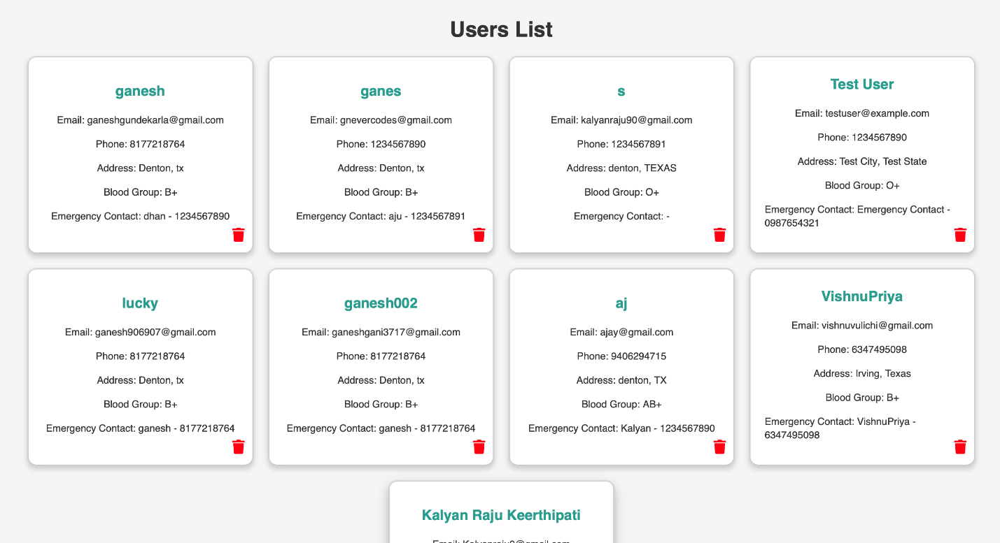 Users List
ganesh
Email: ganeshgundekarla@gmail.com
Phone: 8177218764
Address: Denton, tx
Blood Group: B+
Emergency Contact: dhan - 1234567890
ganes
Email: gnevercodes@gmail.com
Phone: 1234567890
Address: Denton, tx
Blood Group: B+
Emergency Contact: aju - 1234567891
s
Email: kalyanraju90@gmail.com
Phone: 1234567891
Address: denton, TEXAS
Blood Group: O+
Emergency Contact: -
Test User
Email: testuser@example.com
Phone: 1234567890
Address: Test City, Test State
Blood Group: O+
Emergency Contact: Emergency Contact -
0987654321
lucky
Email: ganesh906907@gmail.com
Phone: 8177218764
Address: Denton, tx
Blood Group: B+
Emergency Contact: ganesh - 8177218764
ganesh002
Email: ganeshgani3717@gmail.com
Phone: 8177218764
Address: Denton, tx
Blood Group: B+
Emergency Contact: ganesh - 8177218764
aj
Email: ajay@gmail.com
Phone: 9406294715
Address: denton, TX
Blood Group: AB+
Emergency Contact: Kalyan - 1234567890
VishnuPriya
Email: vishnuvulichi@gmail.com
Phone: 6347495098
Address: Irving, Texas
Blood Group: B+
Emergency Contact: VishnuPriya -
6347495098
Kalyan Raju Keerthipati
Email: